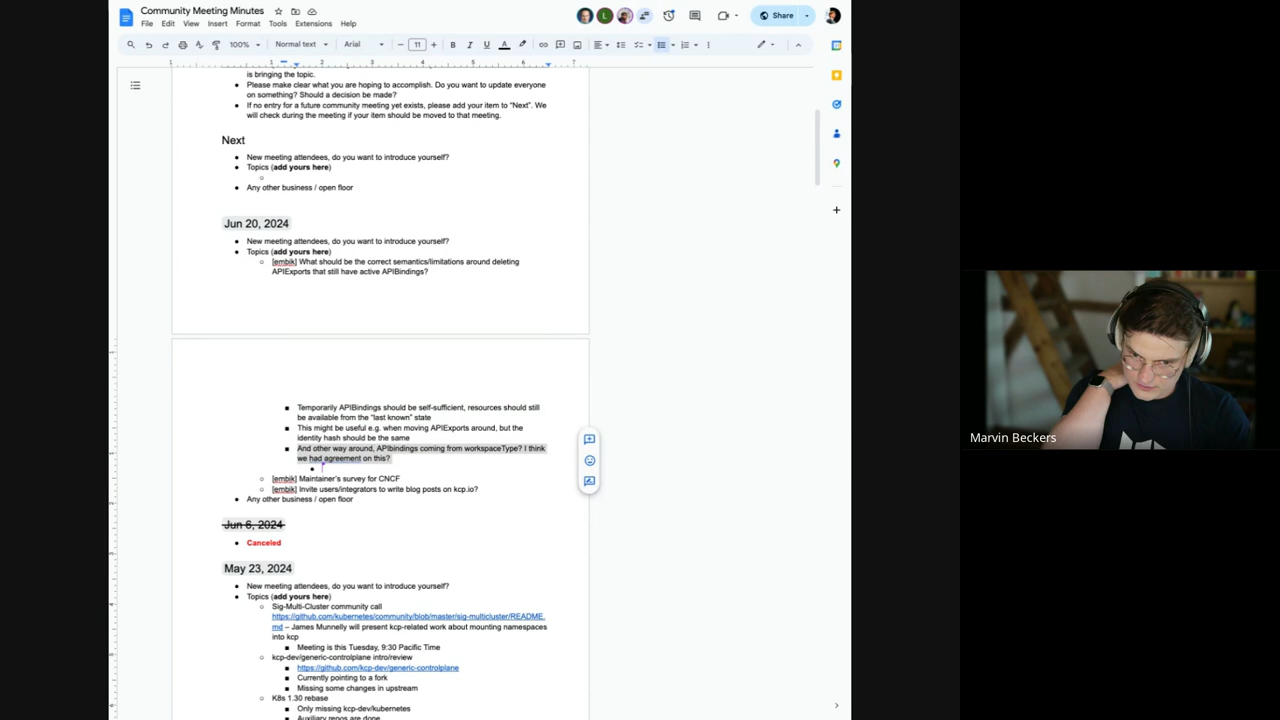 Community Meeting Minutes
File Edit View Insert Format Tools Extensions Help
Share
100% Normal text Arial 11
1 1 2 3 4 5 6 7
is bringing the topic.
● Please make clear what you are hoping to accomplish. Do you want to update everyone
on something? Should a decision be made?
● If no entry for a future community meeting yet exists, please add your item to “Next”. We
will check during the meeting if your item should be moved to that meeting.
Next
● New meeting attendees, do you want to introduce yourself?
● Topics (add yours here)
○
● Any other business / open floor
Jun 20, 2024
● New meeting attendees, do you want to introduce yourself?
● Topics (add yours here)
○ [embik] What should be the correct semantics/limitations around deleting
APIExports that still have active APIBindings?
■ Temporarily APIBindings should be self-sufficient, resources should still
be available from the “last known” state
■ This might be useful e.g. when moving APIExports around, but the
identity hash should be the same
■ And other way around, APIbindings coming from workspaceType? I think
we had agreement on this?
●
○ [embik] Maintainer’s survey for CNCF
○ [embik] Invite users/integrators to write blog posts on kcp.io?
● Any other business / open floor
Jun 6, 2024
● Canceled
May 23, 2024
● New meeting attendees, do you want to introduce yourself?
● Topics (add yours here)
○ Sig-Multi-Cluster community call
https://github.com/kubernetes/community/blob/master/sig-multicluster/README.
md – James Munnelly will present kcp-related work about mounting namespaces
into kcp
■ Meeting is this Tuesday, 9:30 Pacific Time
○ kcp-dev/generic-controlplane intro/review
■ https://github.com/kcp-dev/generic-controlplane
■ Currently pointing to a fork
■ Missing some changes in upstream
○ K8s 1.30 rebase
■ Only missing kcp-dev/kubernetes
■ Auxiliary repos are done
Marvin Beckers